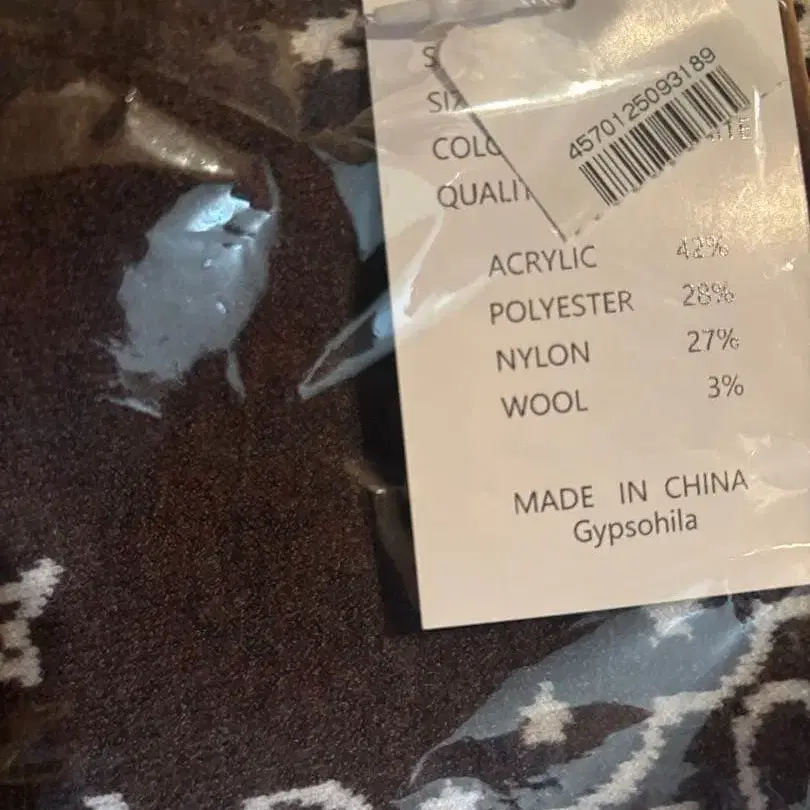 4570125093189
ACRYLIC 42%
POLYESTER 28%
NYLON 27%
WOOL 3%
MADE IN CHINA
Gypsohila